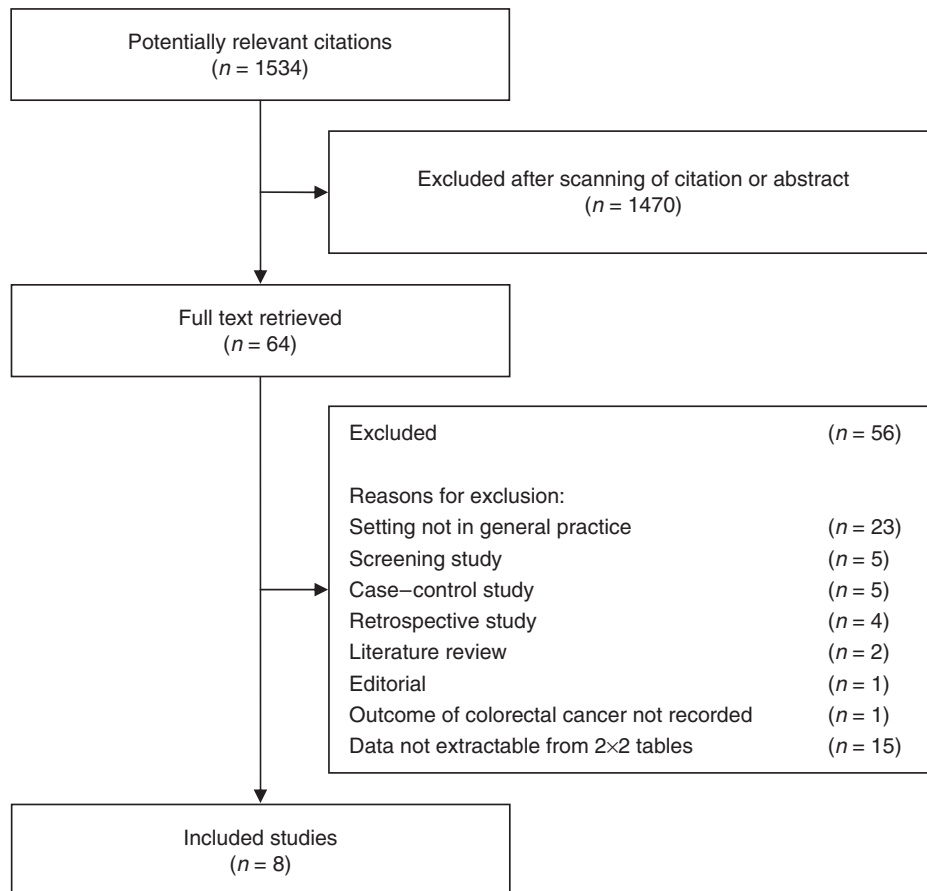 Potentially relevant citations
(n = 1534)
Excluded after scanning of citation or abstract
(n = 1470)
Full text retrieved
(n = 64)
Excluded (n = 56)
Reasons for exclusion:
Setting not in general practice (n = 23)
Screening study (n = 5)
Case–control study (n = 5)
Retrospective study (n = 4)
Literature review (n = 2)
Editorial (n = 1)
Outcome of colorectal cancer not recorded (n = 1)
Data not extractable from 2×2 tables (n = 15)
Included studies
(n = 8)